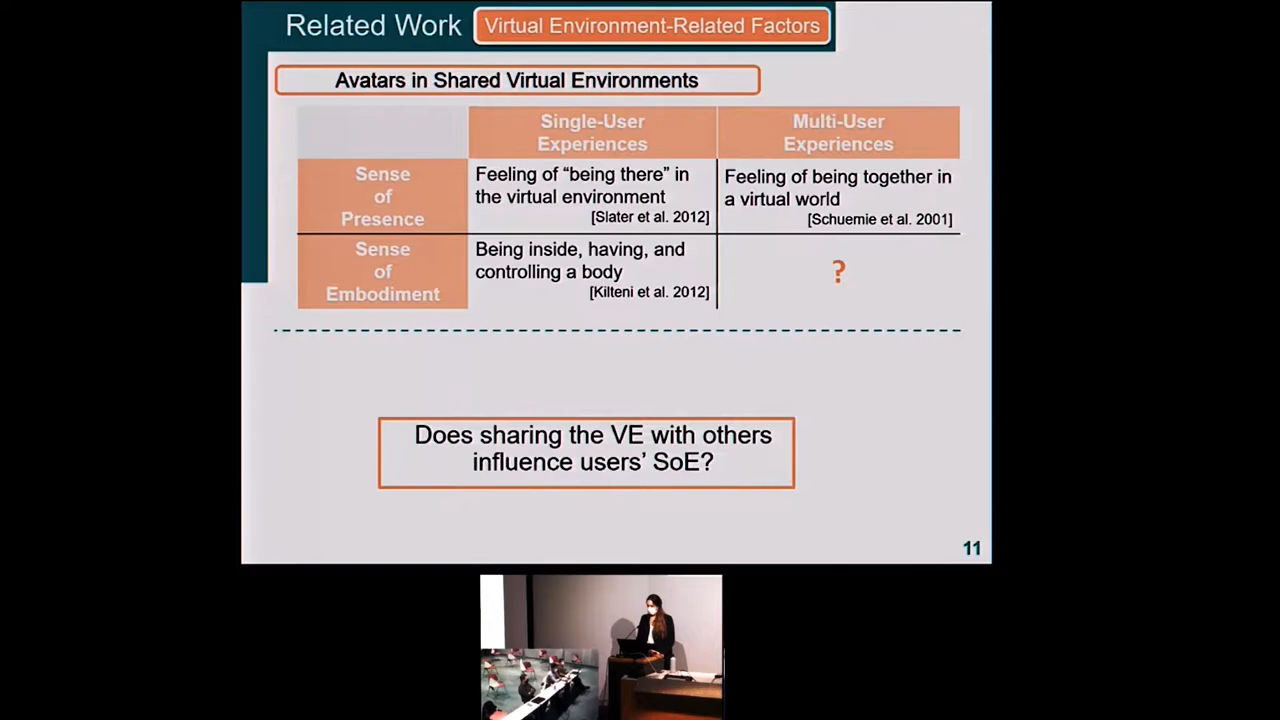 Related Work
Virtual Environment-Related Factors
Avatars in Shared Virtual Environments
Single-User
Experiences
Multi-User
Experiences
Sense
of
Presence
Feeling of “being there” in
the virtual environment
[Slater et al. 2012]
Feeling of being together in
a virtual world
[Schuemie et al. 2001]
Sense
of
Embodiment
Being inside, having, and
controlling a body
[Kilteni et al. 2012]
?
Does sharing the VE with others
influence users’ SoE?
11